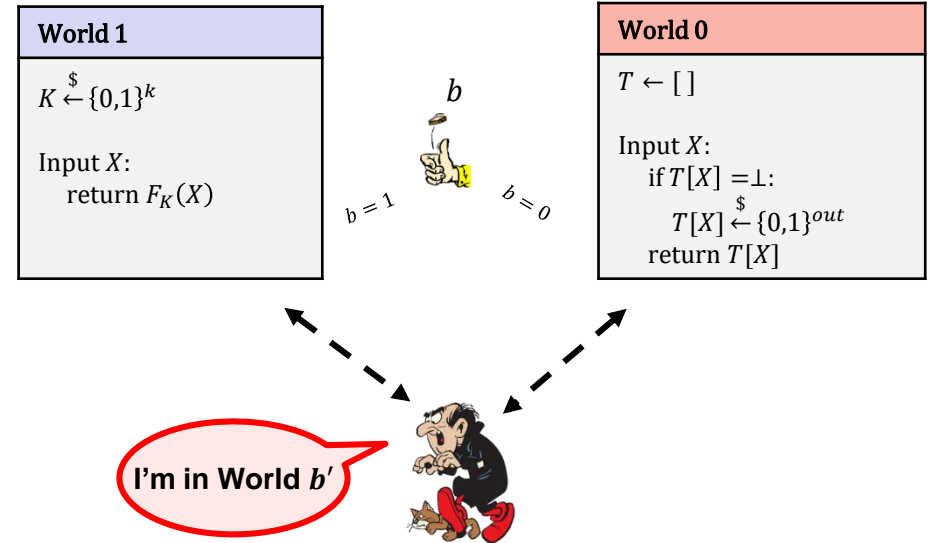 World 1
K ←$ {0,1}^k
Input X:
return F_K(X)
b
b = 1
b = 0
World 0
T ← [ ]
Input X:
if T[X] =⊥:
T[X] ←$ {0,1}^out
return T[X]
I'm in World b′